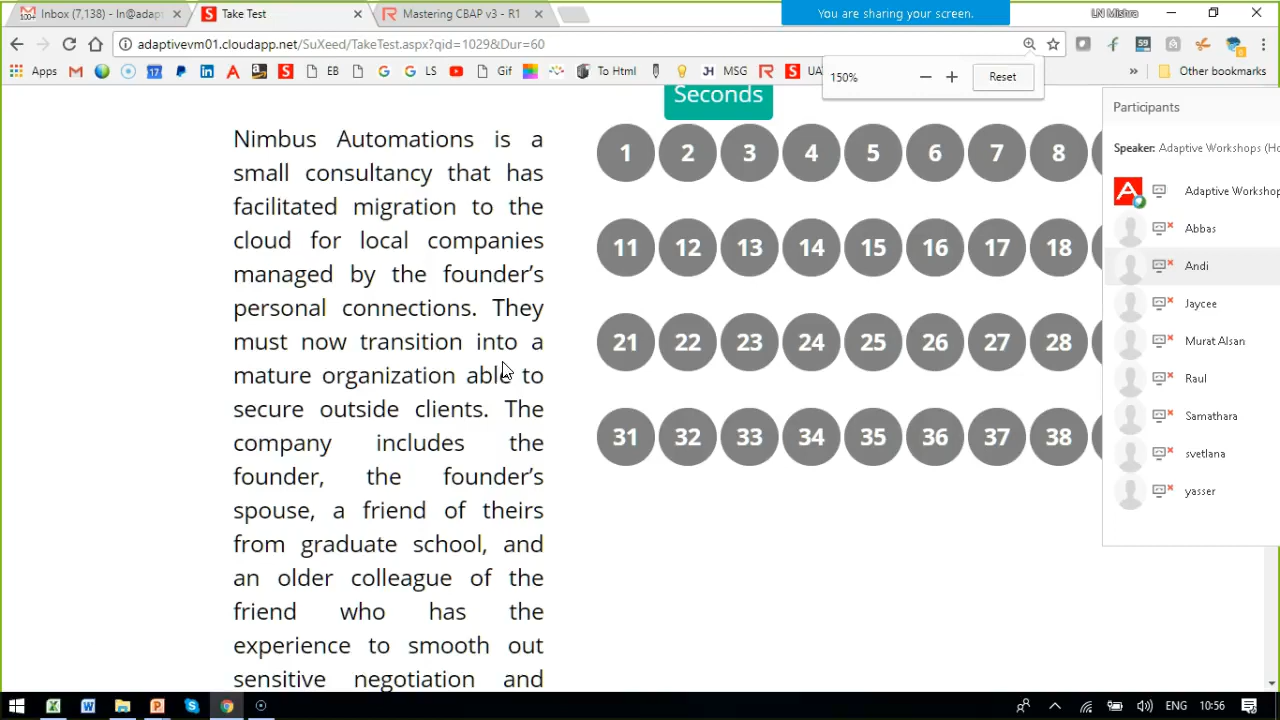 Inbox (7,138) - ln@adapt
Take Test
Mastering CBAP v3 - R1
You are sharing your screen.
LN Mishra
adaptivevm01.cloudapp.net/SuXeed/TakeTest.aspx?qid=1029&Dur=60
Apps
EB
LS
Gif
To Html
MSG
UA
Other bookmarks
150%
Reset
Participants
Speaker: Adaptive Workshops (Ho
Adaptive Workshop
Abbas
Andi
Jaycee
Murat Alsan
Raul
Samathara
svetlana
yasser
Seconds
Nimbus Automations is a
small consultancy that has
facilitated migration to the
cloud for local companies
managed by the founder's
personal connections. They
must now transition into a
mature organization able to
secure outside clients. The
company includes the
founder, the founder's
spouse, a friend of theirs
from graduate school, and
an older colleague of the
friend who has the
experience to smooth out
sensitive negotiation and
1 2 3 4 5 6 7 8
11 12 13 14 15 16 17 18
21 22 23 24 25 26 27 28
31 32 33 34 35 36 37 38
ENG 10:56